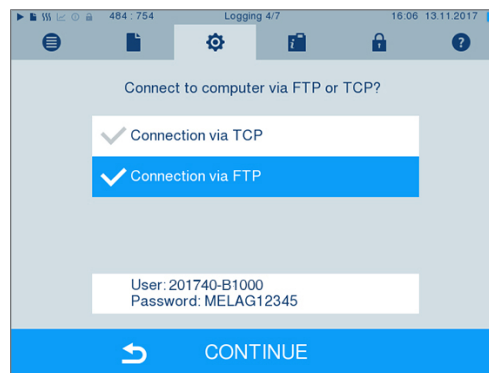 484 : 754 Logging 4/7 16:06 13.11.2017
Connect to computer via FTP or TCP?
Connection via TCP
Connection via FTP
User: 201740-B1000
Password: MELAG12345
CONTINUE